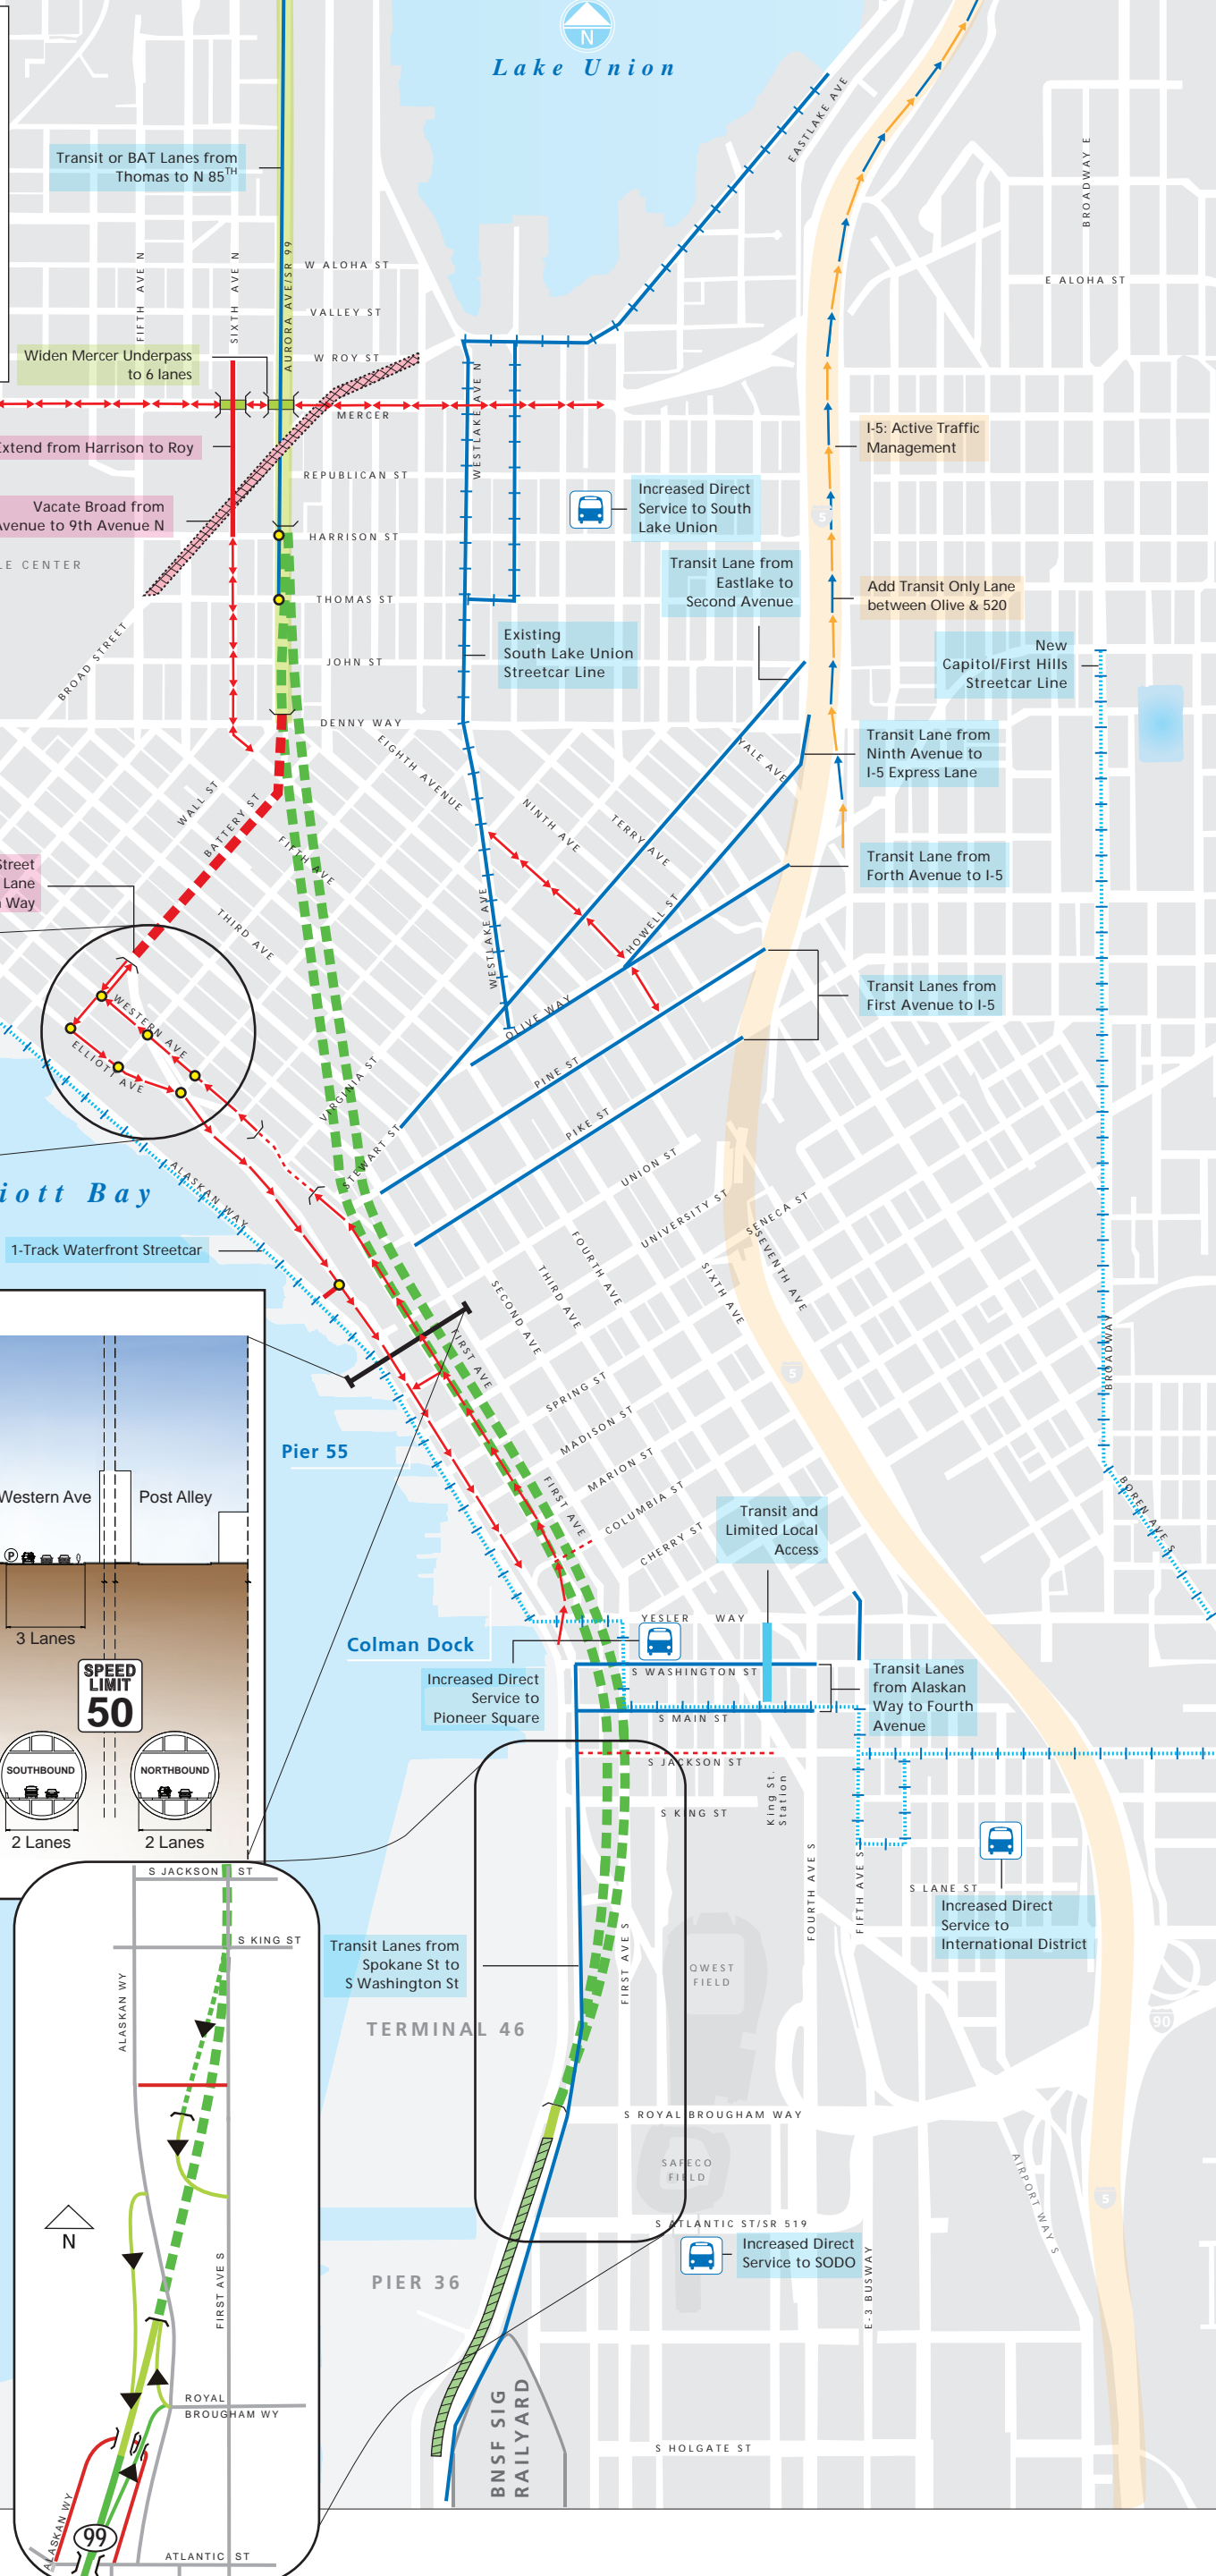 N
Lake Union
EASTLAKE AVE
BROADWAY E
Transit or BAT Lanes from
Thomas to N 85TH
FIFTH AVE N
SIXTH AVE N
AURORA AVE/SR 99
W ALOHA ST
E ALOHA ST
VALLEY ST
Widen Mercer Underpass
to 6 lanes
W ROY ST
MERCER
WESTLAKE AVE N
Extend from Harrison to Roy
I-5: Active Traffic
Management
REPUBLICAN ST
Increased Direct
Service to South
Lake Union
Vacate Broad from
Avenue to 9th Avenue N
5
HARRISON ST
LE CENTER
Transit Lane from
Eastlake to
Second Avenue
THOMAS ST
Add Transit Only Lane
between Olive & 520
BROAD STREET
Existing
South Lake Union
Streetcar Line
JOHN ST
New
Capitol/First Hills
Streetcar Line
DENNY WAY
EIGHTH AVENUE
YALE AVE
Transit Lane from
Ninth Avenue to
I-5 Express Lane
WALL ST
BATTERY ST
NINTH AVE
TERRY AVE
FIFTH AVE
Street
Lane
Way
Transit Lane from
Forth Avenue to I-5
THIRD AVE
WESTLAKE AVE
HOWELL ST
Transit Lanes from
First Avenue to I-5
WESTERN AVE
ELLIOTT AVE
OLIVE WAY
VIRGINIA ST
PINE ST
PIKE ST
STEWART ST
UNION ST
iott Bay
ALASKAN WAY
UNIVERSITY ST
SENECA ST
1-Track Waterfront Streetcar
SEVENTH AVE
SIXTH AVE
FOURTH AVE
THIRD AVE
SECOND AVE
FIRST AVE
BROADWAY
5
SPRING ST
MADISON ST
Pier 55
MARION ST
COLUMBIA ST
FIRST AVE
CHERRY ST
BOREN AVE S
Western Ave
Post Alley
P
Transit and
Limited Local
Access
3 Lanes
YESLER WAY
Colman Dock
SPEED
LIMIT
50
Increased Direct
Service to
Pioneer Square
S WASHINGTON ST
S MAIN ST
Transit Lanes
from Alaskan
Way to Fourth
Avenue
SOUTHBOUND
NORTHBOUND
S JACKSON ST
2 Lanes
2 Lanes
S KING ST
King St.
Station
FOURTH AVE S
FIFTH AVE S
S JACKSON ST
S LANE ST
Increased Direct
Service to
International District
S KING ST
Transit Lanes from
Spokane St to
S Washington St
FIRST AVE S
QWEST
FIELD
ALASKAN WY
TERMINAL 46
90
S ROYAL BROUGHAM WAY
SAFECO
FIELD
AIRPORT WAY S
5
N
S ATLANTIC ST/SR 519
Increased Direct
Service to SODO
PIER 36
FIRST AVE S
E-3 BUSWAY
ROYAL
BROUGHAM WY
BNSF SIG
RAILYARD
S HOLGATE ST
ALASKAN WY
99
ATLANTIC ST